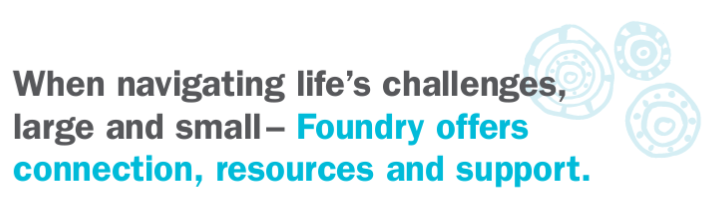 When navigating life’s challenges,
large and small – Foundry offers
connection, resources and support.